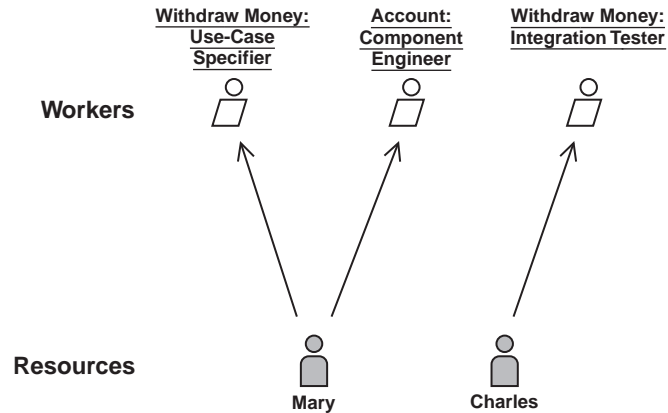 Withdraw Money:
Use-Case
Specifier
Account:
Component
Engineer
Withdraw Money:
Integration Tester
Workers
Resources
Mary
Charles